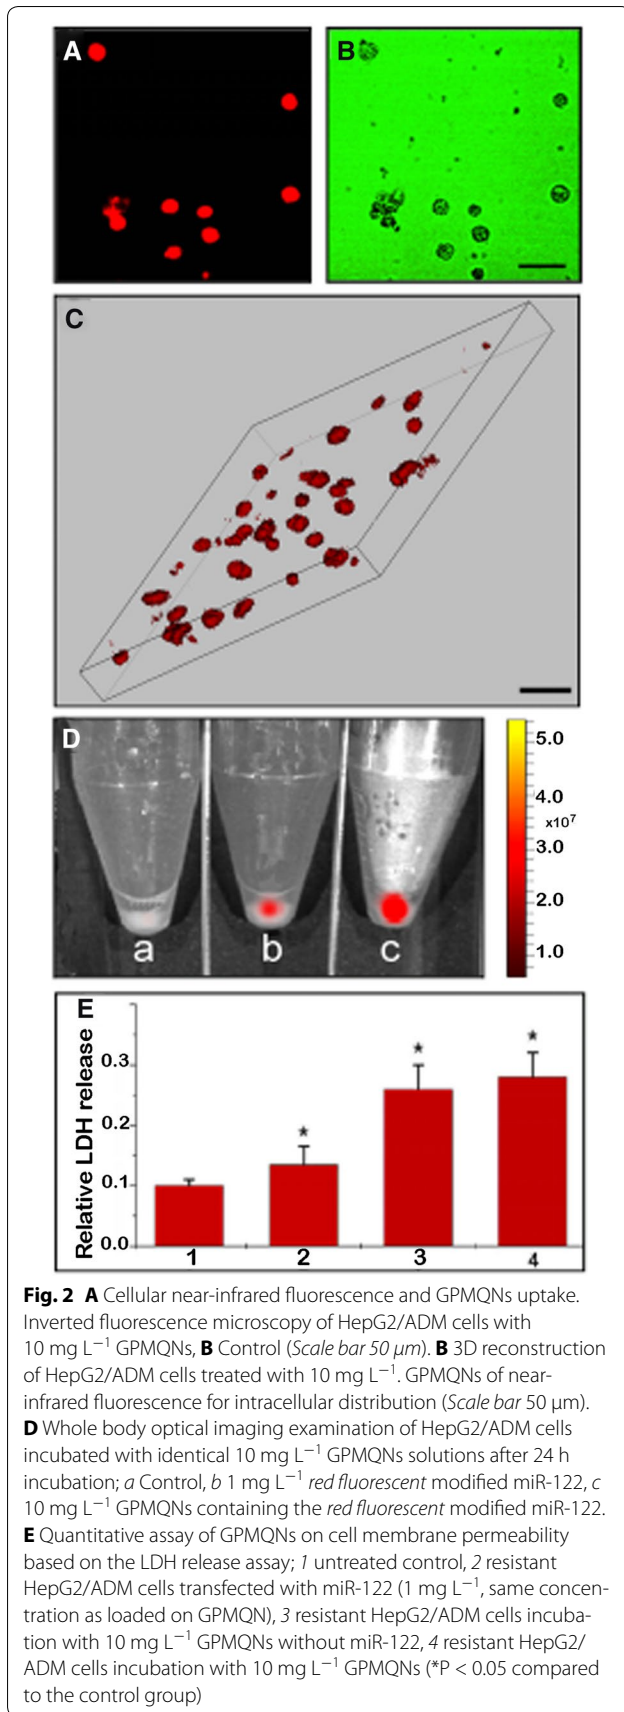 A
B
C
D
a
b
c
5.0
4.0
x10⁷
3.0
2.0
1.0
E
Relative LDH release
0.3
0.2
0.1
0.0
*
*
*
1
2
3
4
Fig. 2 A Cellular near-infrared fluorescence and GPMQNs uptake.
Inverted fluorescence microscopy of HepG2/ADM cells with
10 mg L⁻¹ GPMQNs, B Control (Scale bar 50 μm). B 3D reconstruction
of HepG2/ADM cells treated with 10 mg L⁻¹. GPMQNs of near-
infrared fluorescence for intracellular distribution (Scale bar 50 μm).
D Whole body optical imaging examination of HepG2/ADM cells
incubated with identical 10 mg L⁻¹ GPMQNs solutions after 24 h
incubation; a Control, b 1 mg L⁻¹ red fluorescent modified miR-122, c
10 mg L⁻¹ GPMQNs containing the red fluorescent modified miR-122.
E Quantitative assay of GPMQNs on cell membrane permeability
based on the LDH release assay; 1 untreated control, 2 resistant
HepG2/ADM cells transfected with miR-122 (1 mg L⁻¹, same concen-
tration as loaded on GPMQN), 3 resistant HepG2/ADM cells incuba-
tion with 10 mg L⁻¹ GPMQNs without miR-122, 4 resistant HepG2/
ADM cells incubation with 10 mg L⁻¹ GPMQNs (*P < 0.05 compared
to the control group)